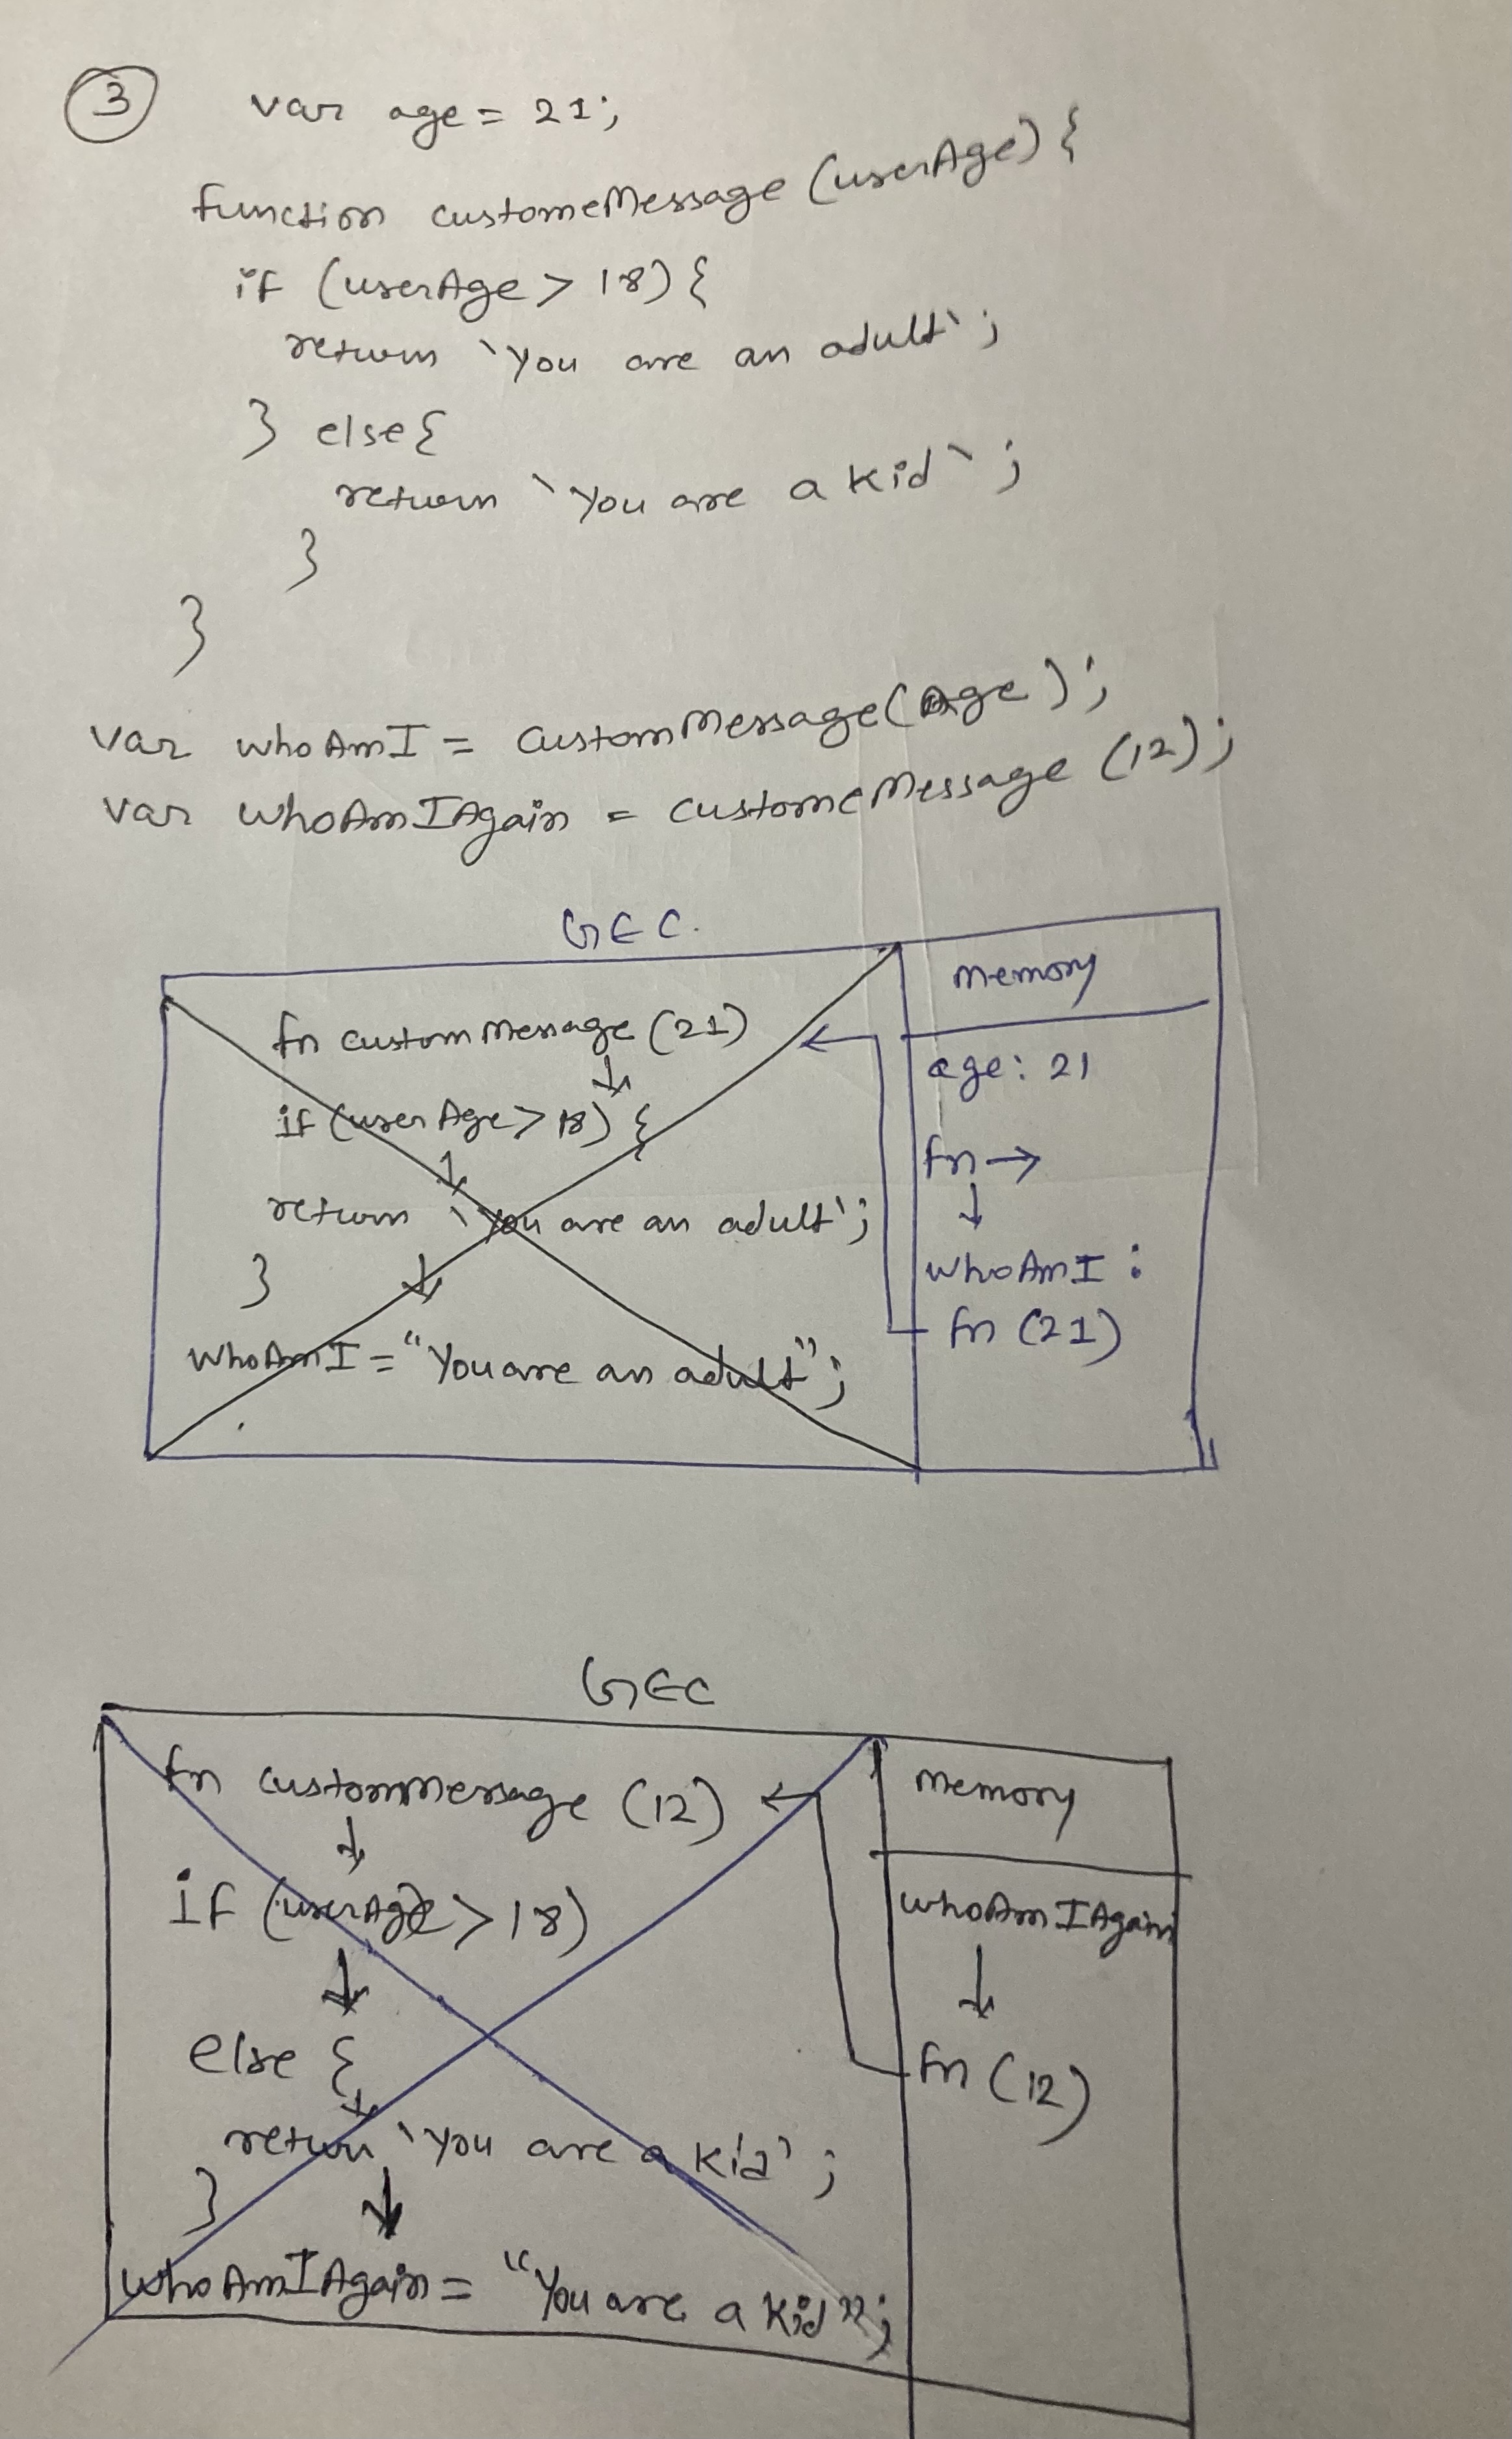 3
var age = 21;
function customeMessage (userAge) {
if (userAge > 18) {
return `You are an adult`;
} else {
return `You are a kid`;
}
}
var whoAmI = customMessage(Age);
var whoAmIAgain = customeMessage (12);
GEC.
memory
fn customMessage (21)
↓
if (userAge > 18) {
↓
return `You are an adult`;
}
↓
whoAmI = "You are an adult";
age: 21
fn →
↓
whoAmI :
fn (21)
GEC
memory
fn customMessage (12)
↓
if (userAge > 18)
↓
else {
↓
return `You are a kid`;
}
↓
whoAmIAgain = "You are a kid";
whoAmIAgain
↓
fn (12)